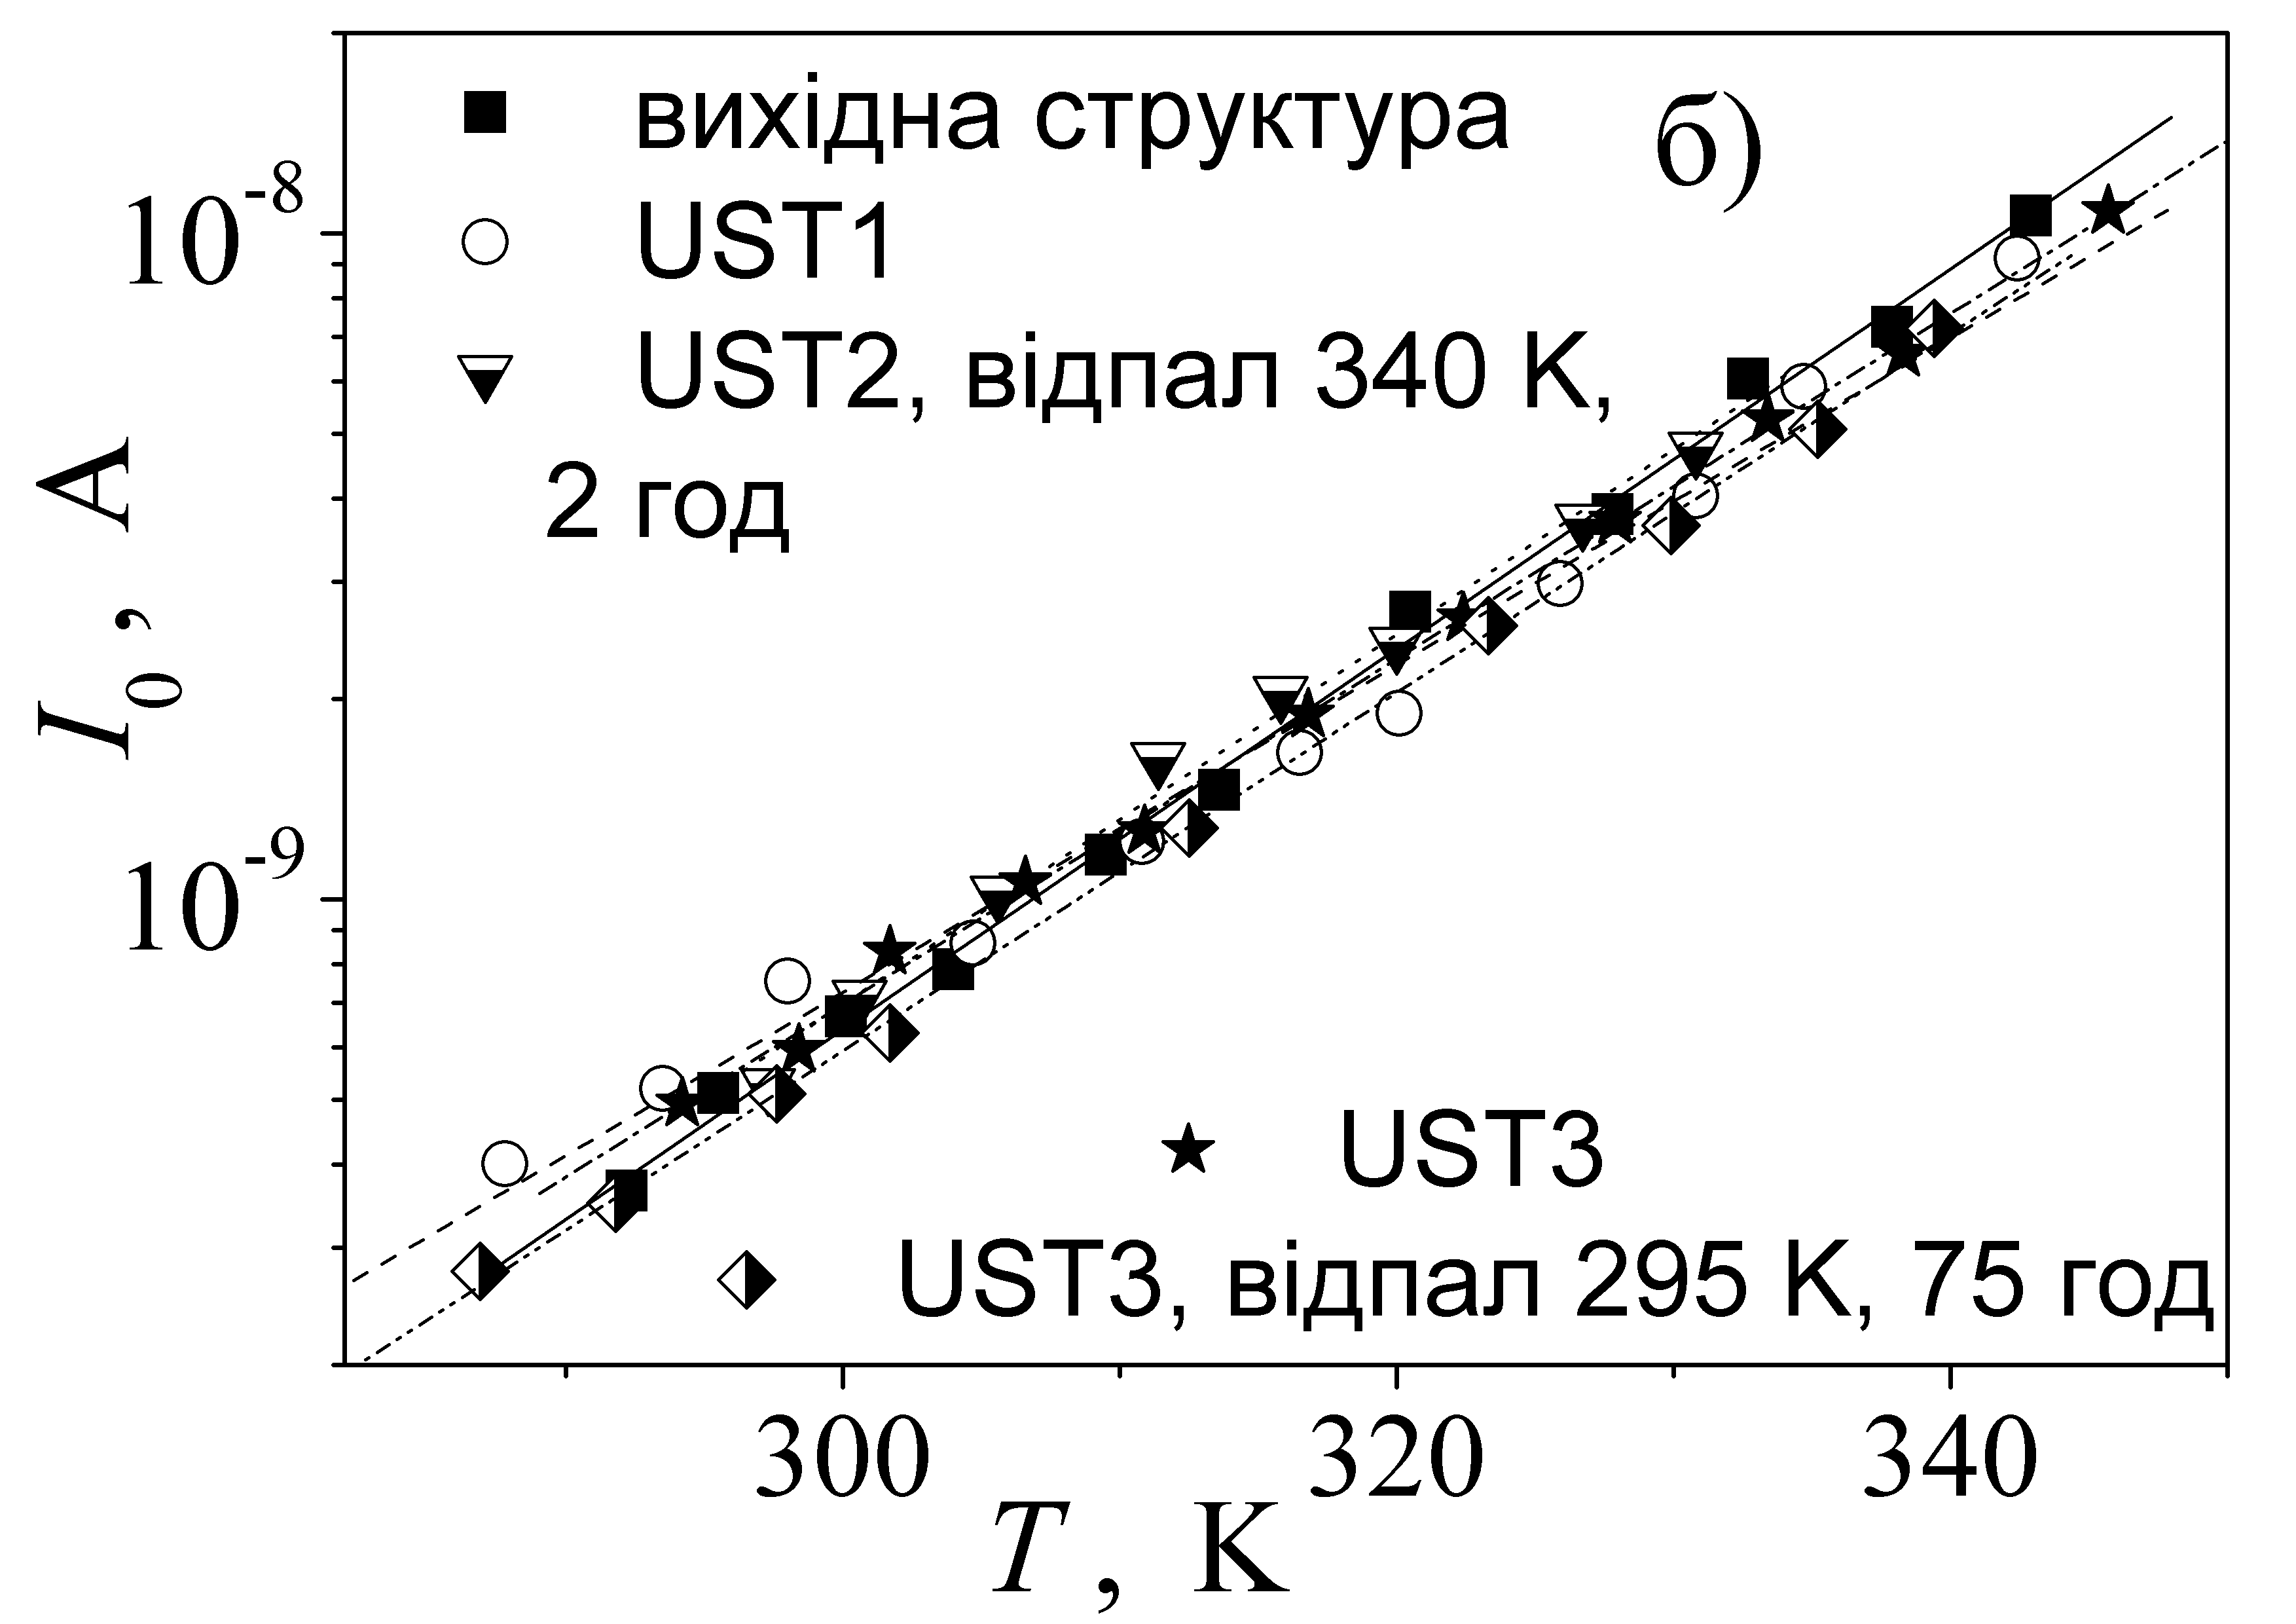 вихідна структура
б)
UST1
UST2, відпал 340 K,
2 год
10-8
I0, A
10-9
UST3
UST3, відпал 295 K, 75 год
300 320 340
T, K